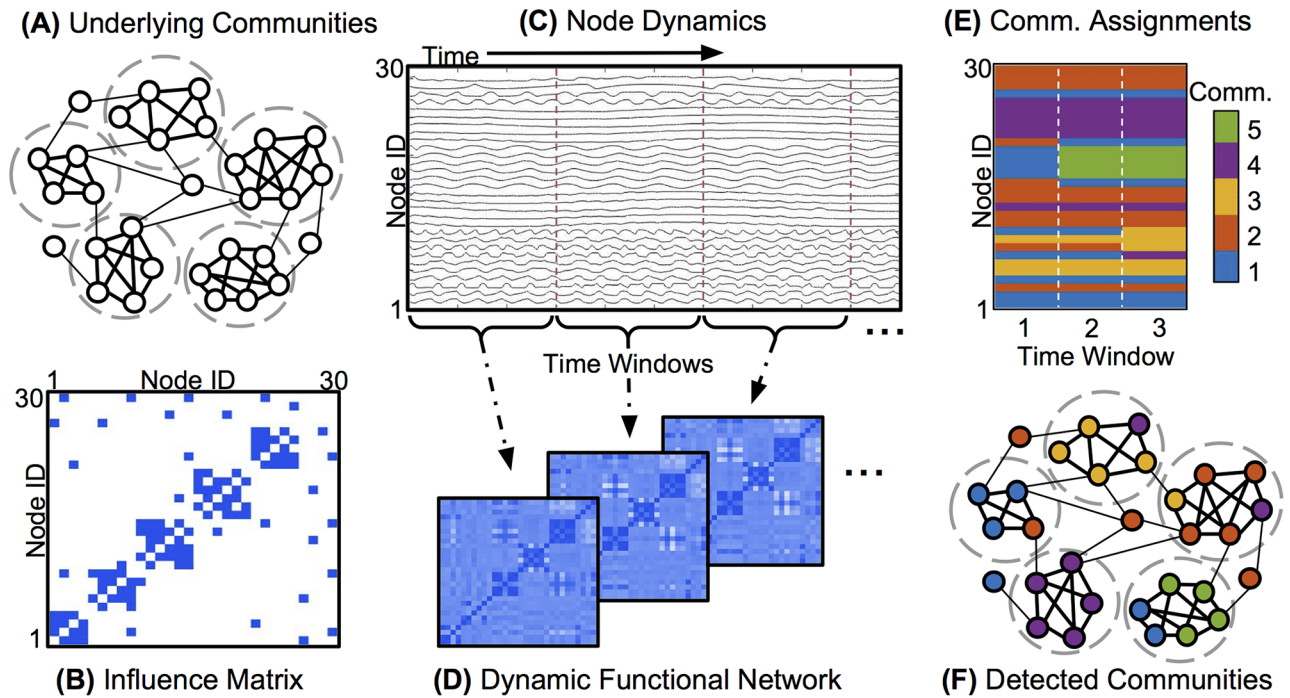 (A) Underlying Communities
(C) Node Dynamics
Time
30
Node ID
1
Time Windows
...
...
(E) Comm. Assignments
30
Node ID
1
1 2 3
Time Window
Comm.
5
4
3
2
1
1 Node ID 30
30
Node ID
1
(B) Influence Matrix
(D) Dynamic Functional Network
(F) Detected Communities